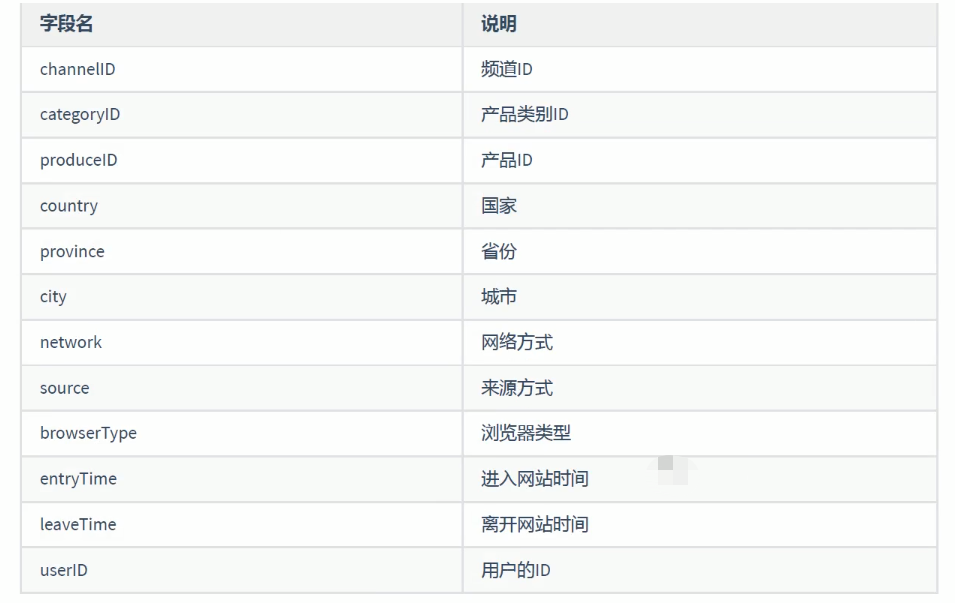 字段名 说明
channelID 频道ID
categoryID 产品类别ID
produceID 产品ID
country 国家
province 省份
city 城市
network 网络方式
source 来源方式
browserType 浏览器类型
entryTime 进入网站时间
leaveTime 离开网站时间
userID 用户的ID